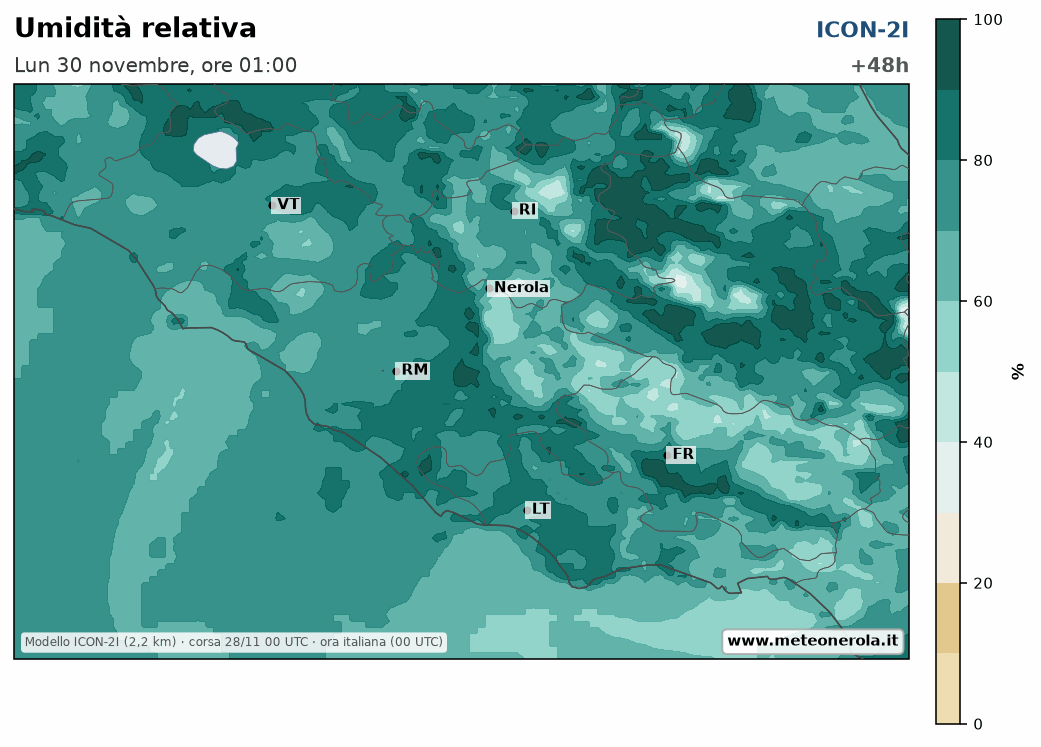 Umidità relativa
ICON-2I
Lun 30 novembre, ore 01:00
+48h
VT
RI
Nerola
RM
FR
LT
Modello ICON-2I (2,2 km) · corsa 28/11 00 UTC · ora italiana (00 UTC)
www.meteonerola.it
100
80
60
40
20
0
%